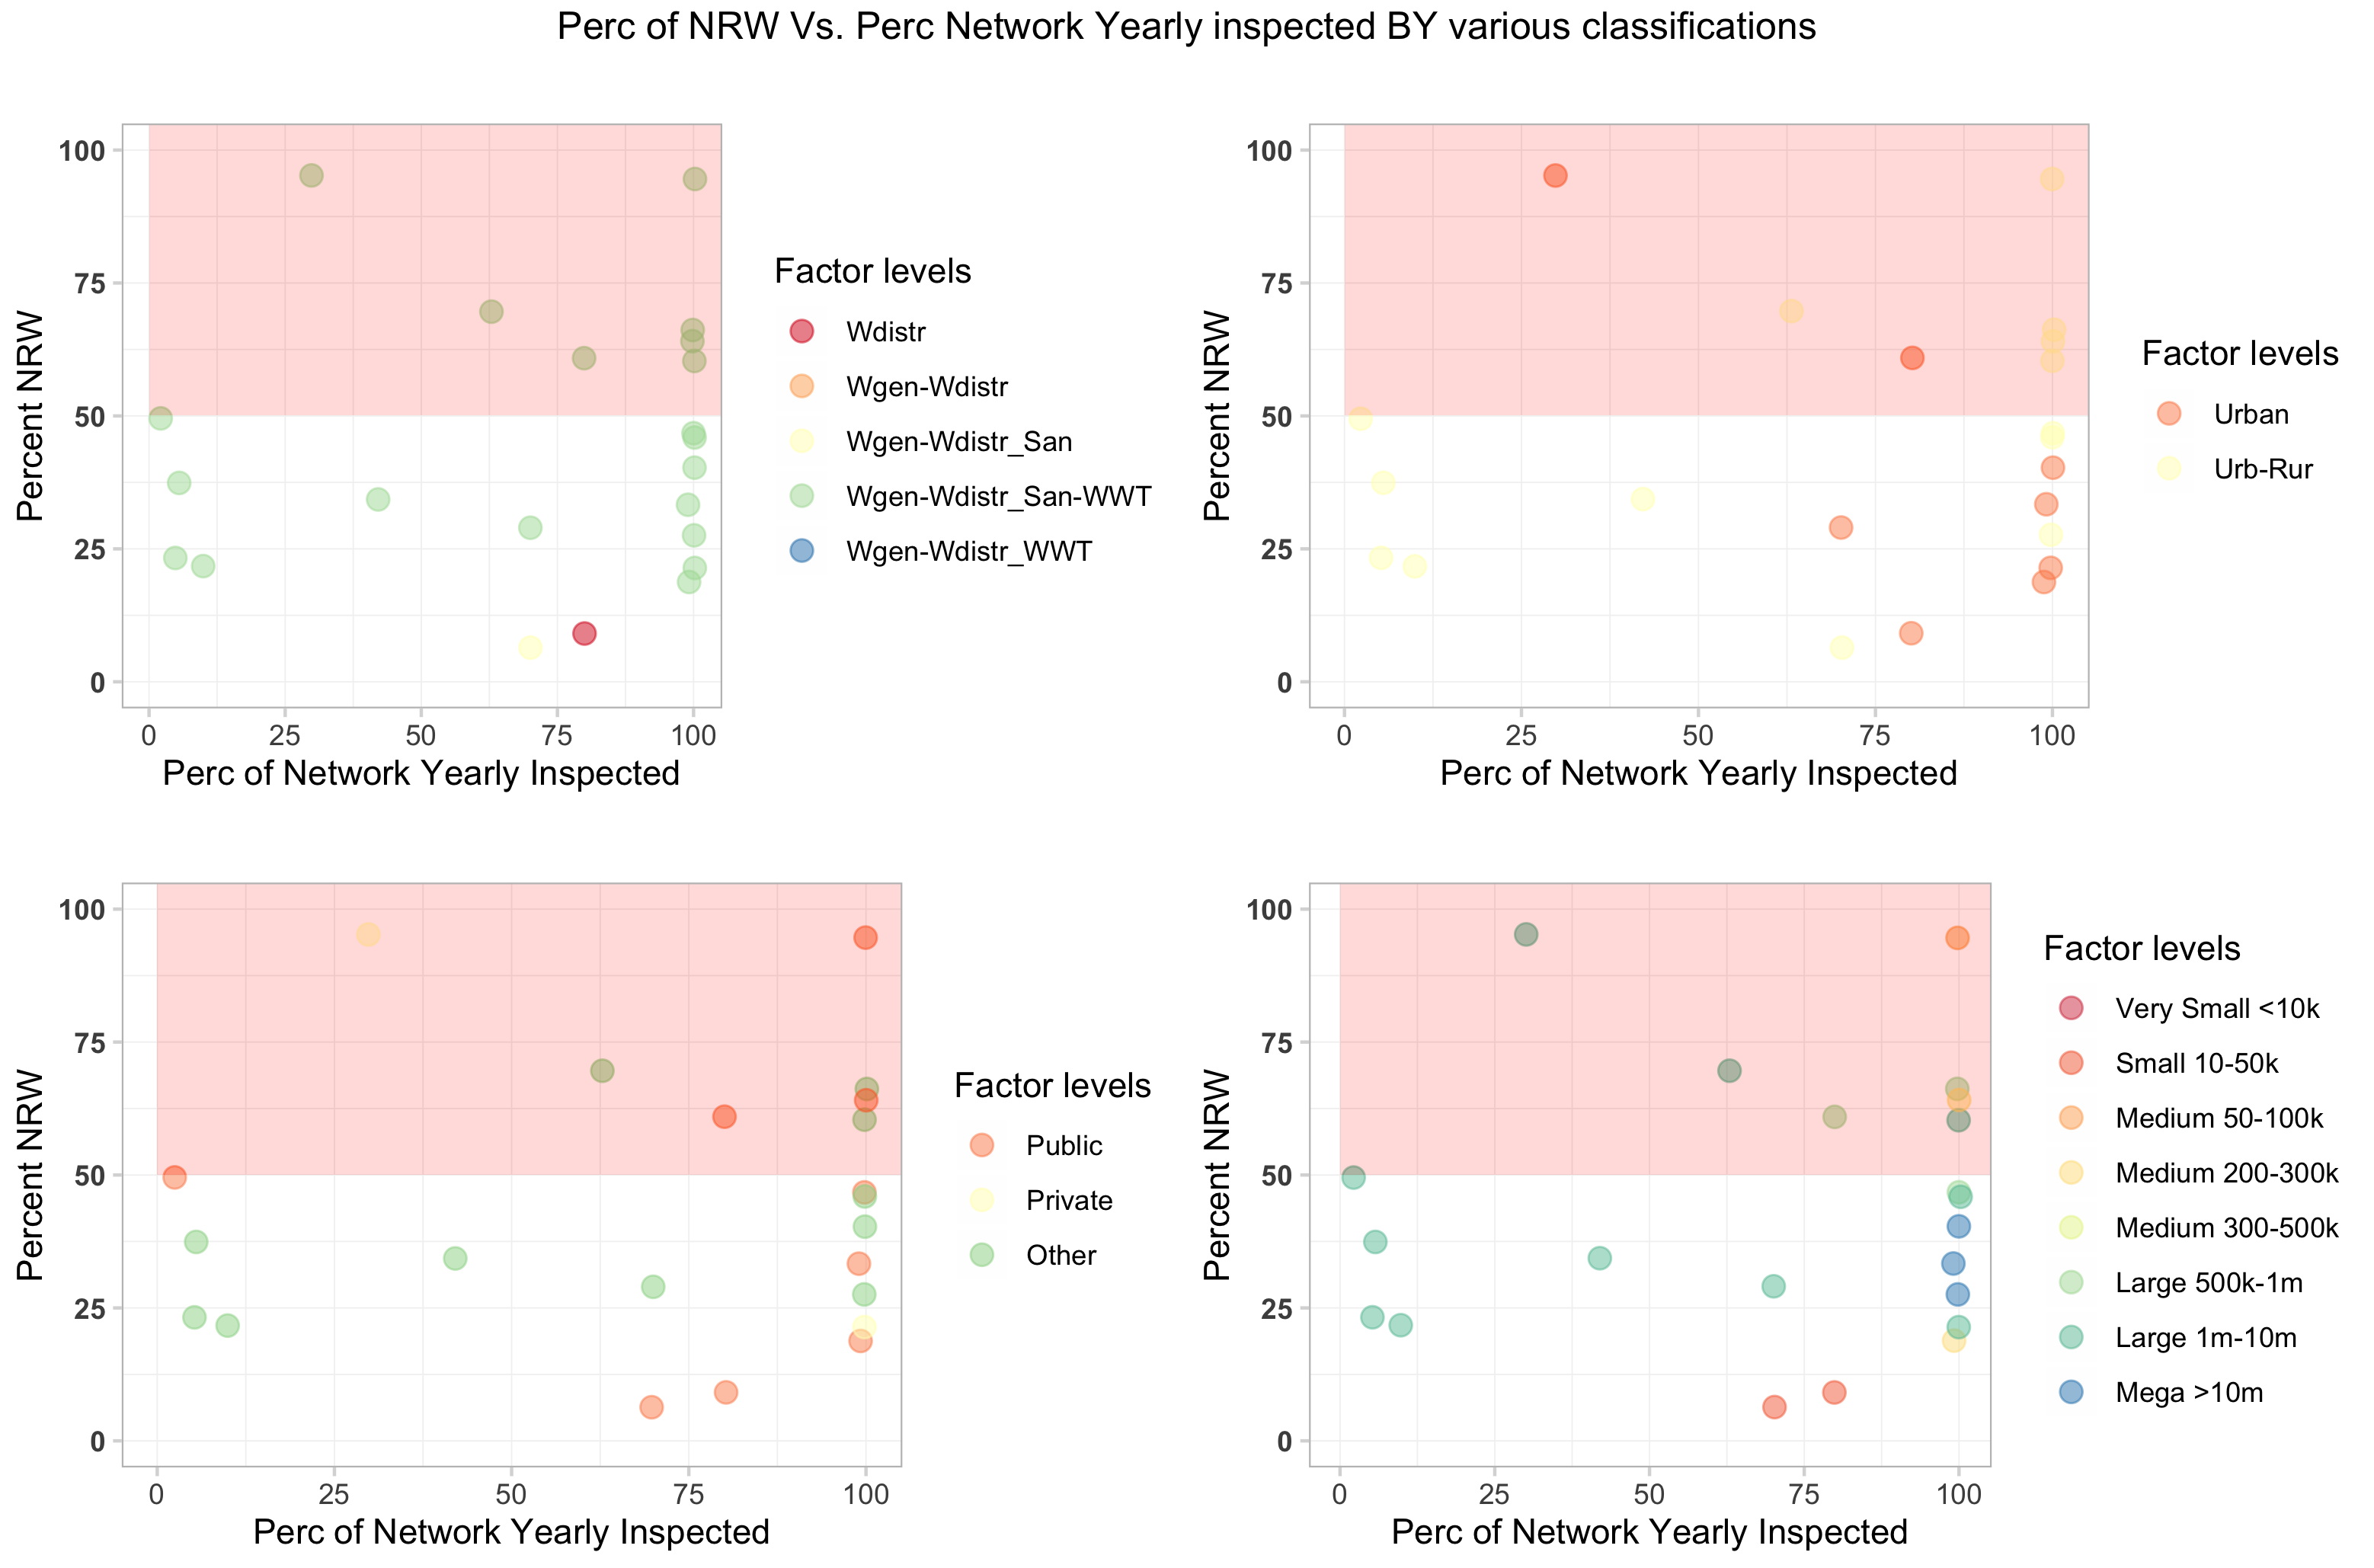 Perc of NRW Vs. Perc Network Yearly inspected BY various classifications
100
75
50
25
0
Percent NRW
0 25 50 75 100
Perc of Network Yearly Inspected
Factor levels
Wdistr
Wgen-Wdistr
Wgen-Wdistr_San
Wgen-Wdistr_San-WWT
Wgen-Wdistr_WWT
100
75
50
25
0
Percent NRW
0 25 50 75 100
Perc of Network Yearly Inspected
Factor levels
Urban
Urb-Rur
100
75
50
25
0
Percent NRW
0 25 50 75 100
Perc of Network Yearly Inspected
Factor levels
Public
Private
Other
100
75
50
25
0
Percent NRW
0 25 50 75 100
Perc of Network Yearly Inspected
Factor levels
Very Small <10k
Small 10-50k
Medium 50-100k
Medium 200-300k
Medium 300-500k
Large 500k-1m
Large 1m-10m
Mega >10m